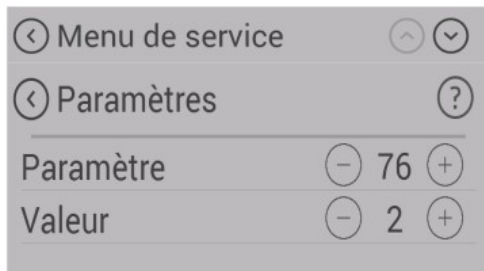 Menu de service
Paramètres ?
Paramètre - 76 +
Valeur - 2 +